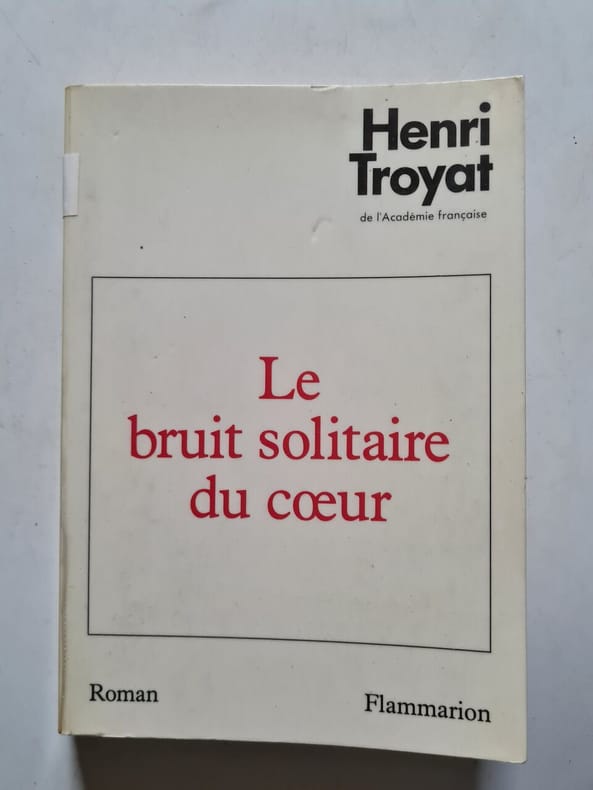 Henri
Troyat
de l'Académie française
Le
bruit solitaire
du cœur
Roman
Flammarion